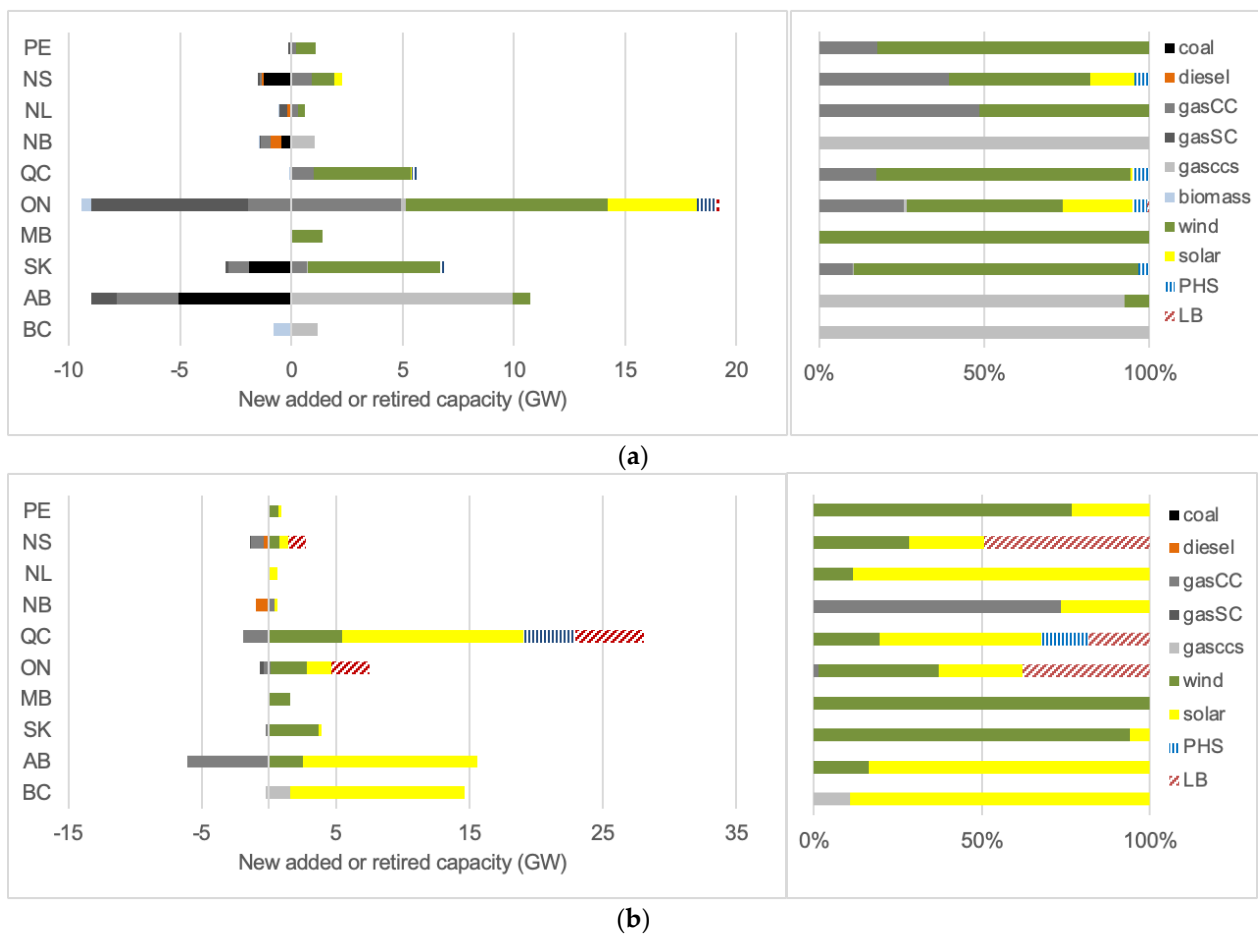 PE
NS
NL
NB
QC
ON
MB
SK
AB
BC
-10 -5 0 5 10 15 20
New added or retired capacity (GW)
0% 50% 100%
coal
diesel
gasCC
gasSC
gasccs
biomass
wind
solar
PHS
LB
(a)
PE
NS
NL
NB
QC
ON
MB
SK
AB
BC
-15 -5 5 15 25 35
New added or retired capacity (GW)
0% 50% 100%
coal
diesel
gasCC
gasSC
gasccs
wind
solar
PHS
LB
(b)